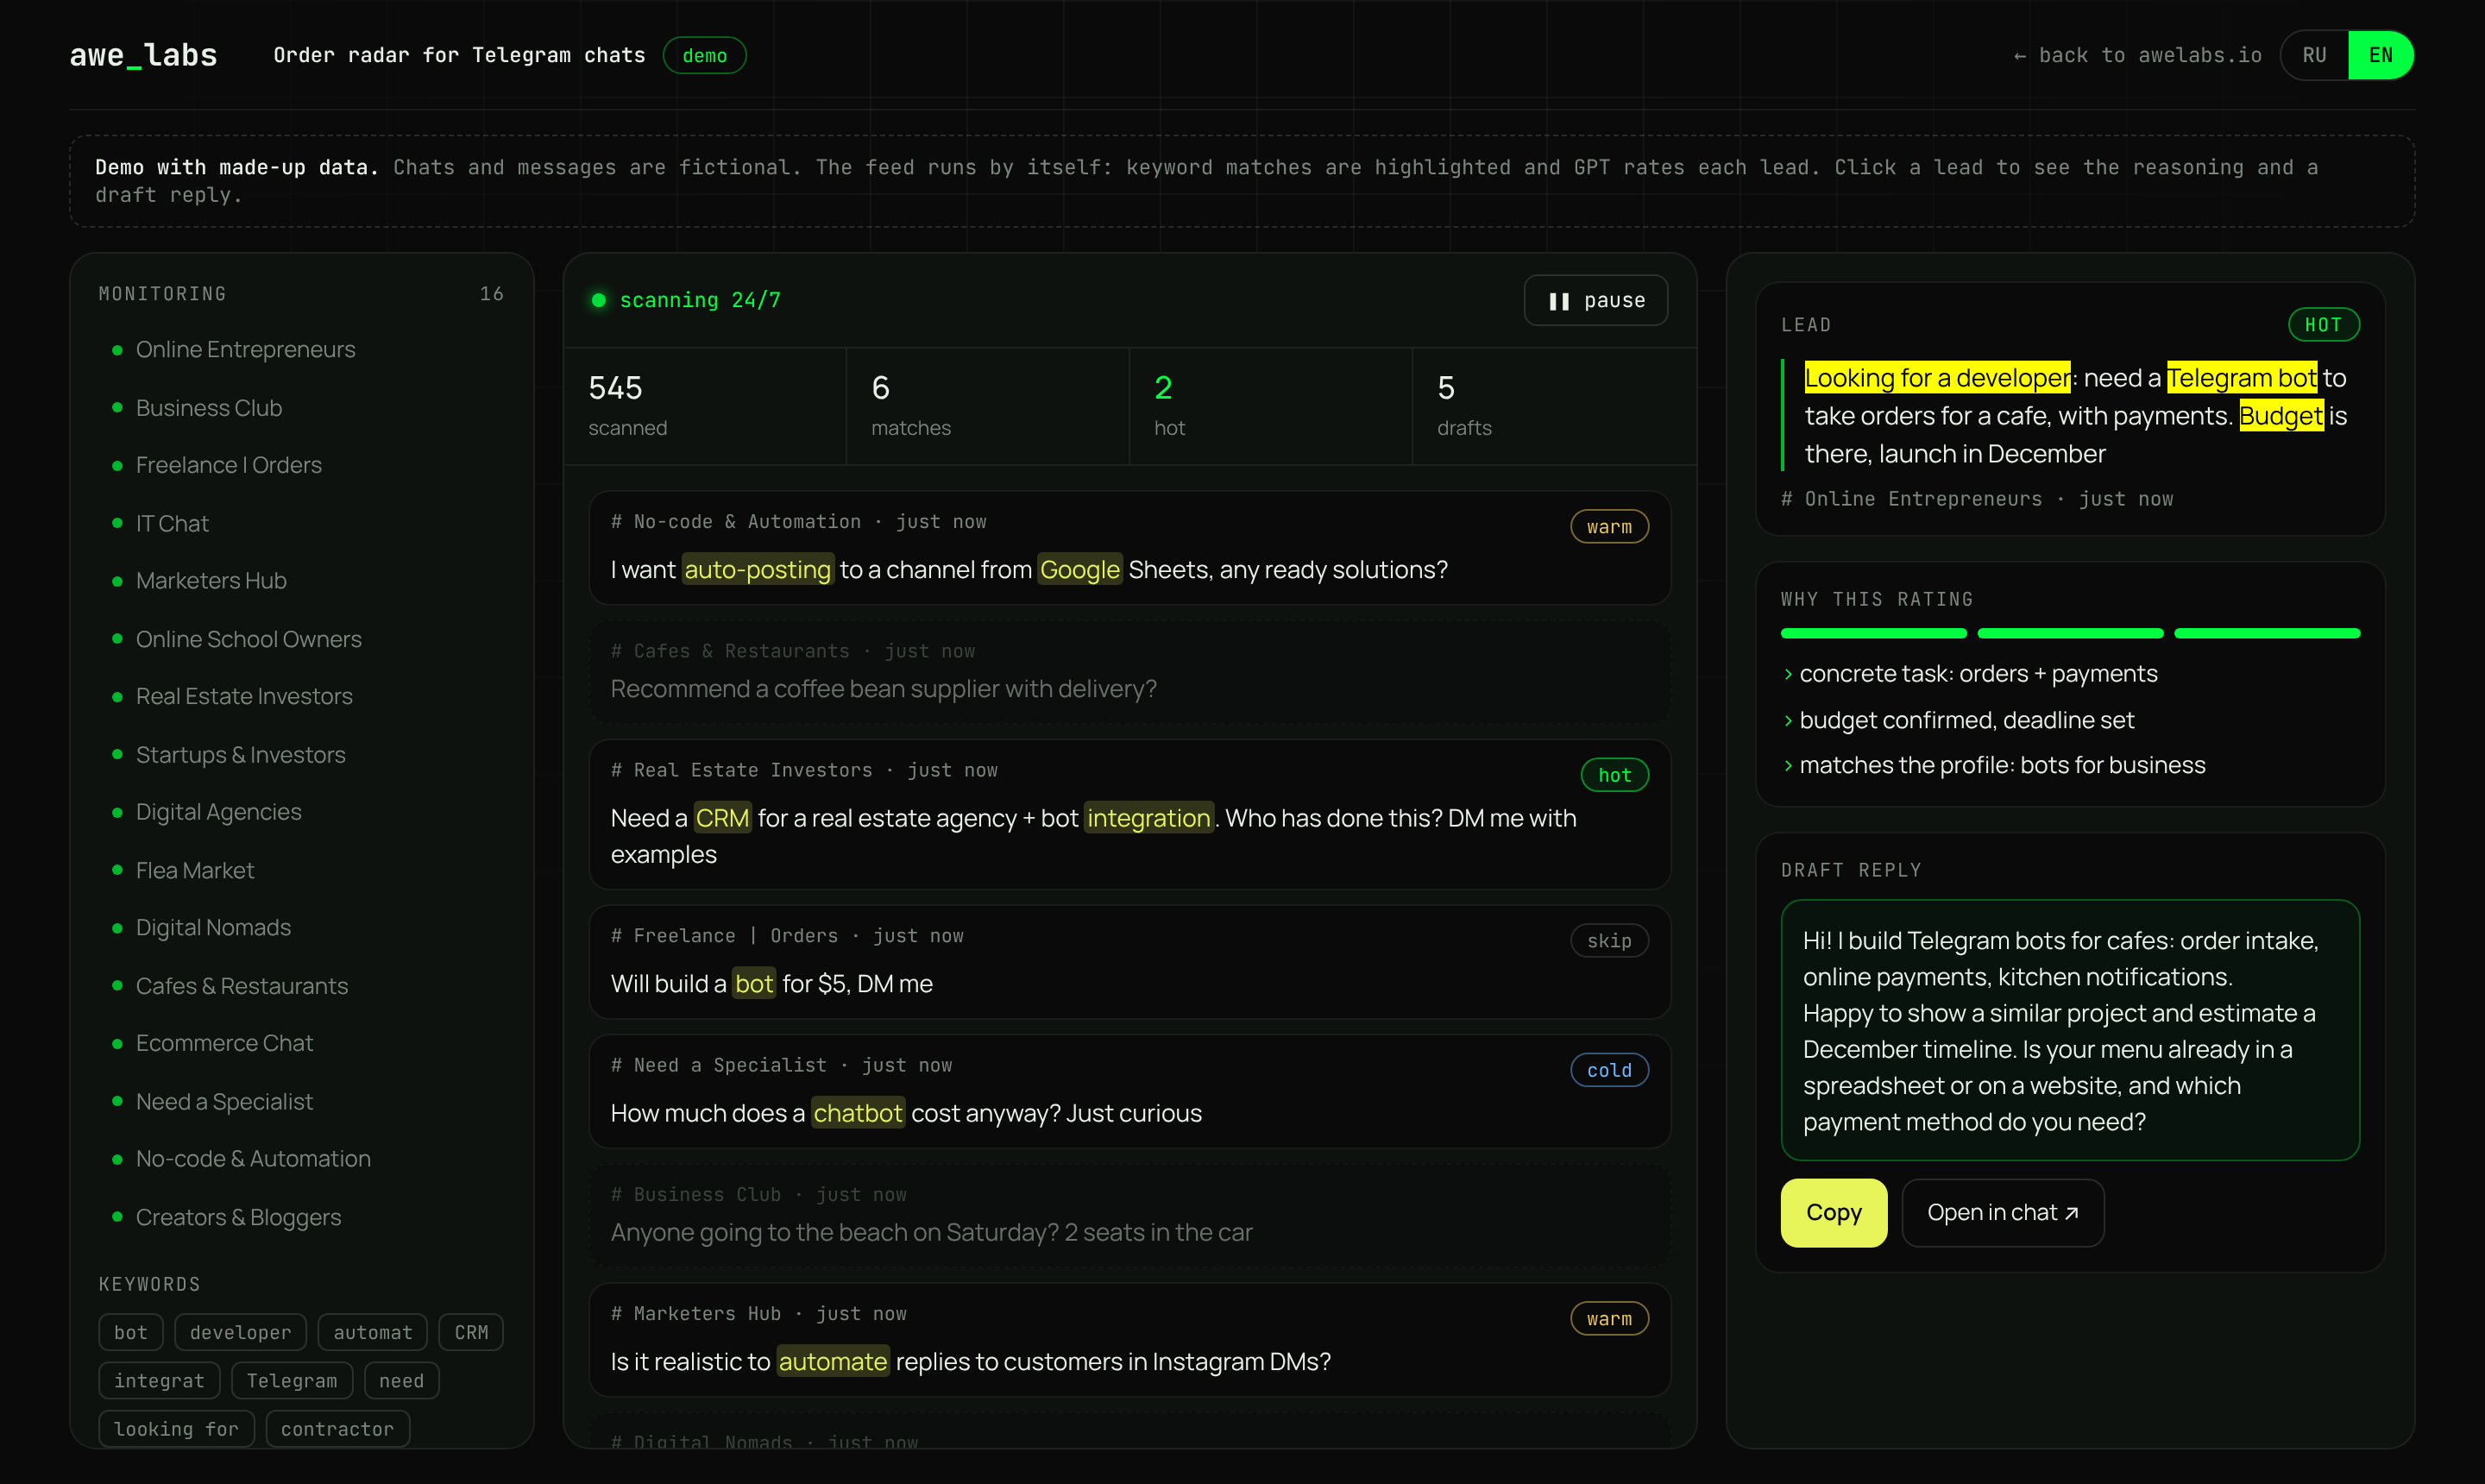 awe_labs
Order radar for Telegram chats
demo
← back to awelabs.io
RU
EN
Demo with made-up data. Chats and messages are fictional. The feed runs by itself: keyword matches are highlighted and GPT rates each lead. Click a lead to see the reasoning and a
draft reply.
MONITORING
16
Online Entrepreneurs
Business Club
Freelance | Orders
IT Chat
Marketers Hub
Online School Owners
Real Estate Investors
Startups & Investors
Digital Agencies
Flea Market
Digital Nomads
Cafes & Restaurants
Ecommerce Chat
Need a Specialist
No-code & Automation
Creators & Bloggers
KEYWORDS
bot developer automat CRM
integrat Telegram need
looking for contractor
scanning 24/7
pause
545
scanned
6
matches
2
hot
5
drafts
# No-code & Automation · just now
warm
I want auto-posting to a channel from Google Sheets, any ready solutions?
# Cafes & Restaurants · just now
Recommend a coffee bean supplier with delivery?
# Real Estate Investors · just now
hot
Need a CRM for a real estate agency + bot integration. Who has done this? DM me with
examples
# Freelance | Orders · just now
skip
Will build a bot for $5, DM me
# Need a Specialist · just now
cold
How much does a chatbot cost anyway? Just curious
# Business Club · just now
Anyone going to the beach on Saturday? 2 seats in the car
# Marketers Hub · just now
warm
Is it realistic to automate replies to customers in Instagram DMs?
# Digital Nomads · just now
LEAD
HOT
Looking for a developer: need a Telegram bot to
take orders for a cafe, with payments. Budget is
there, launch in December
# Online Entrepreneurs · just now
WHY THIS RATING
› concrete task: orders + payments
› budget confirmed, deadline set
› matches the profile: bots for business
DRAFT REPLY
Hi! I build Telegram bots for cafes: order intake,
online payments, kitchen notifications.
Happy to show a similar project and estimate a
December timeline. Is your menu already in a
spreadsheet or on a website, and which
payment method do you need?
Copy
Open in chat ↗